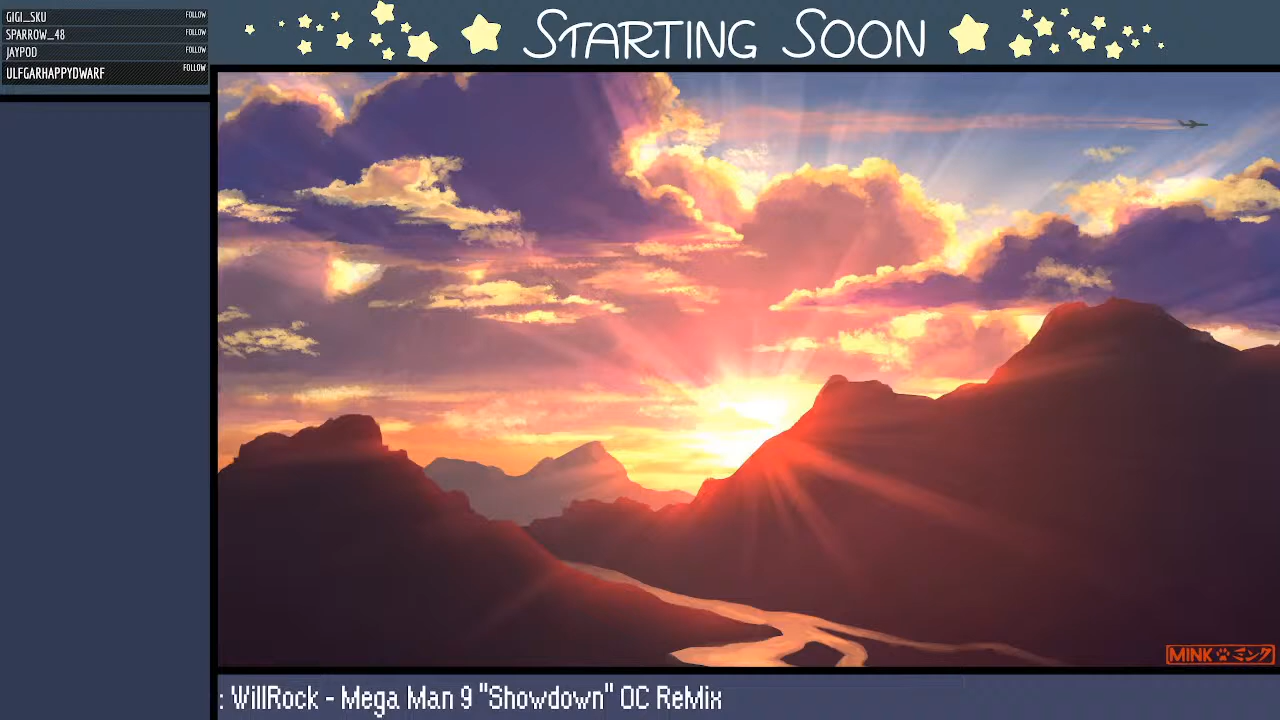 GIGI_SKU FOLLOW
SPARROW_48 FOLLOW
JAYPOD FOLLOW
ULFGARHAPPYDWARF FOLLOW
STARTING SOON
MINK ミンク
: WillRock - Mega Man 9 "Showdown" OC ReMix